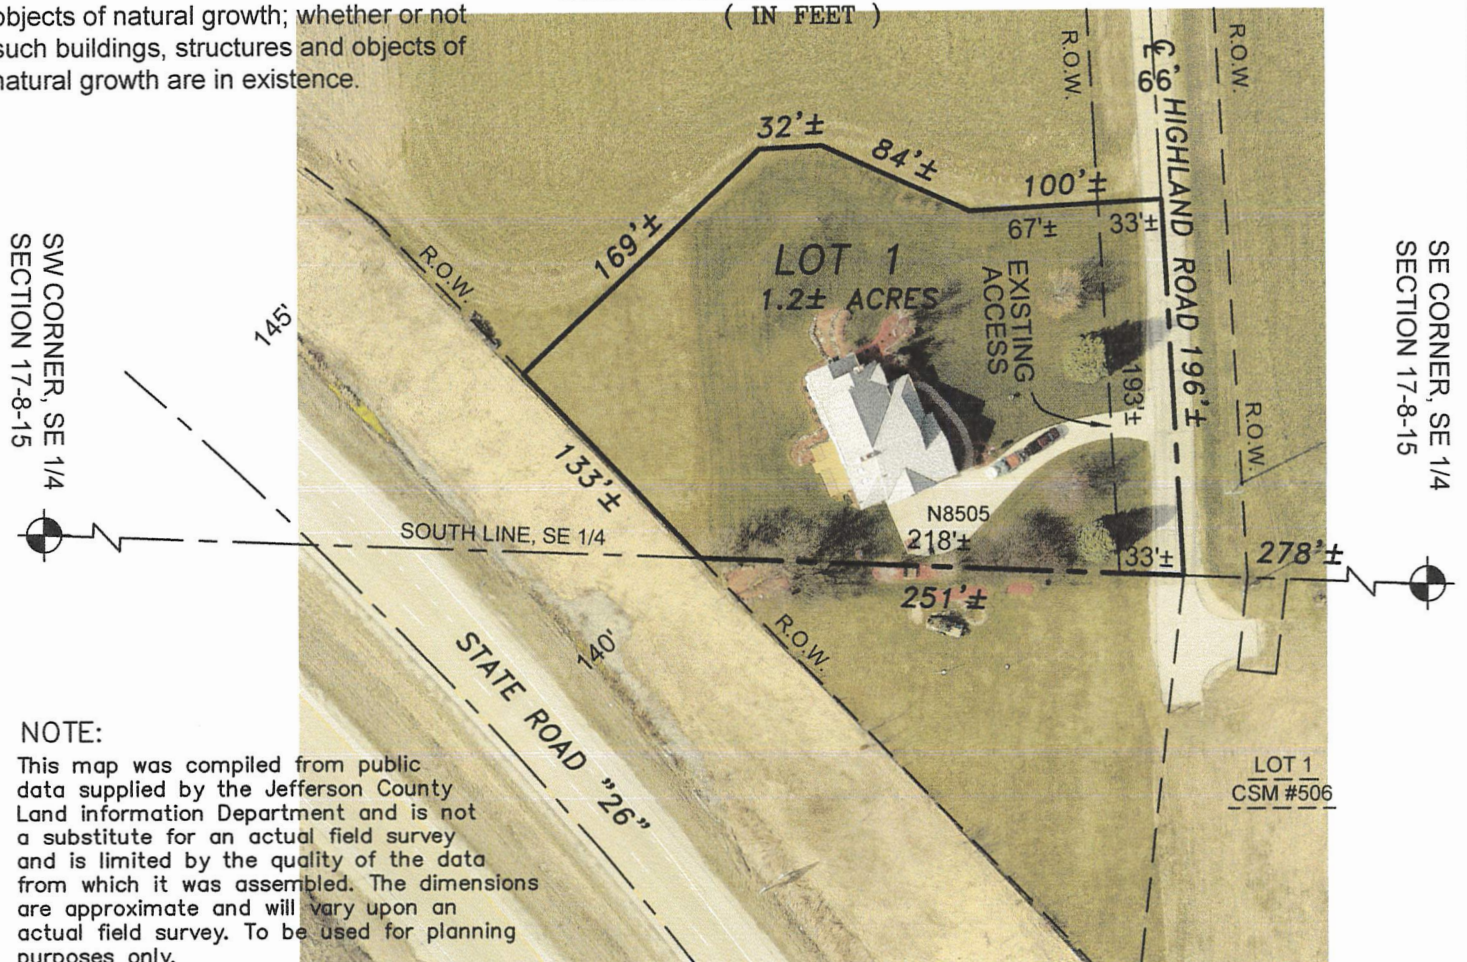 objects of natural growth; whether or not
such buildings, structures and objects of
natural growth are in existence.
( IN FEET )
R.O.W.
66'
HIGHLAND ROAD 196'±
R.O.W.
32'±
84'±
100'±
67'±
33'±
169'±
R.O.W.
LOT 1
1.2± ACRES
EXISTING
ACCESS
193'±
R.O.W.
145'
SW CORNER, SE 1/4
SECTION 17-8-15
SE CORNER, SE 1/4
SECTION 17-8-15
133'±
SOUTH LINE, SE 1/4
N8505
218'±
33'±
278'±
251'±
R.O.W.
140'
STATE ROAD "26"
LOT 1
CSM #506
NOTE:
This map was compiled from public
data supplied by the Jefferson County
Land information Department and is not
a substitute for an actual field survey
and is limited by the quality of the data
from which it was assembled. The dimensions
are approximate and will vary upon an
actual field survey. To be used for planning
purposes only.